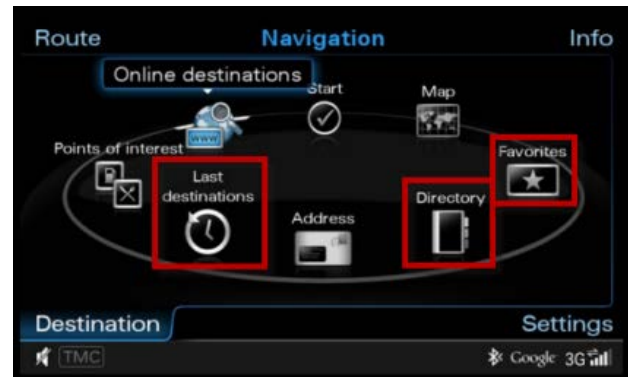 Route
Navigation
Info
Online destinations
Start
Map
www
Points of interest
Favorites
Last
destinations
Directory
Address
Destination
Settings
TMC
Google 3G